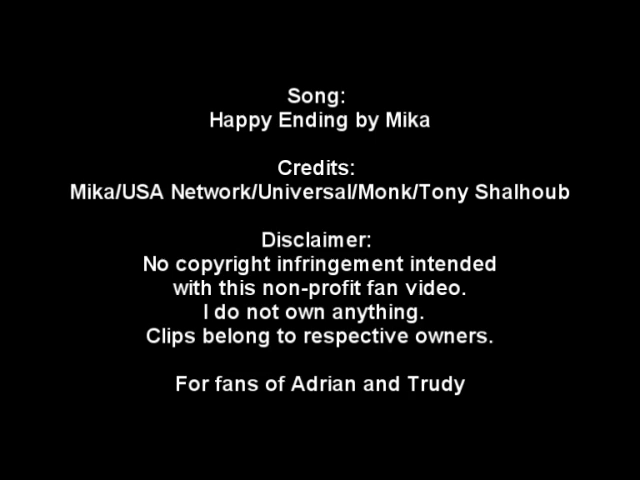 Song:
Happy Ending by Mika
Credits:
Mika/USA Network/Universal/Monk/Tony Shalhoub
Disclaimer:
No copyright infringement intended
with this non-profit fan video.
I do not own anything.
Clips belong to respective owners.
For fans of Adrian and Trudy